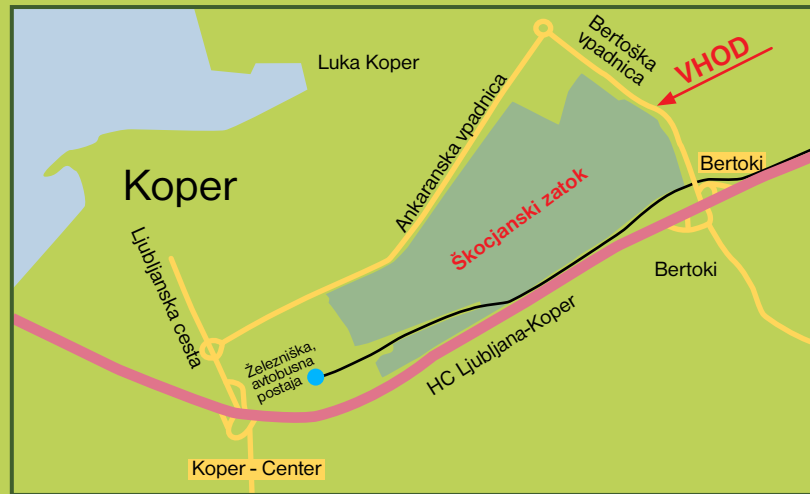 Bertoška
vpadnica
VHOD
Luka Koper
Ankaranska vpadnica
Bertoki
Koper
Škocjanski zatok
Ljubljanska cesta
Bertoki
HC Ljubljana-Koper
Železniška,
avtobusna
postaja
Koper - Center